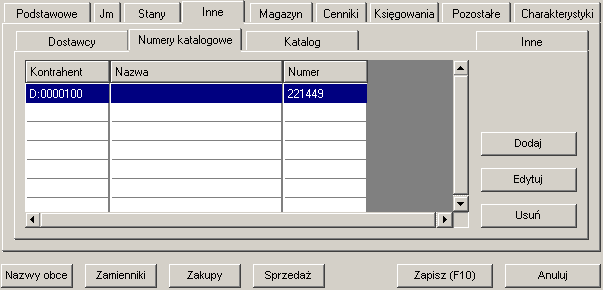 Podstawowe Jm Stany Inne Magazyn Cenniki Księgowania Pozostałe Charakterystyki
Dostawcy Numery katalogowe Katalog Inne
Kontrahent Nazwa Numer
D:0000100 221449
Dodaj
Edytuj
Usuń
Nazwy obce Zamienniki Zakupy Sprzedaż Zapisz (F10) Anuluj